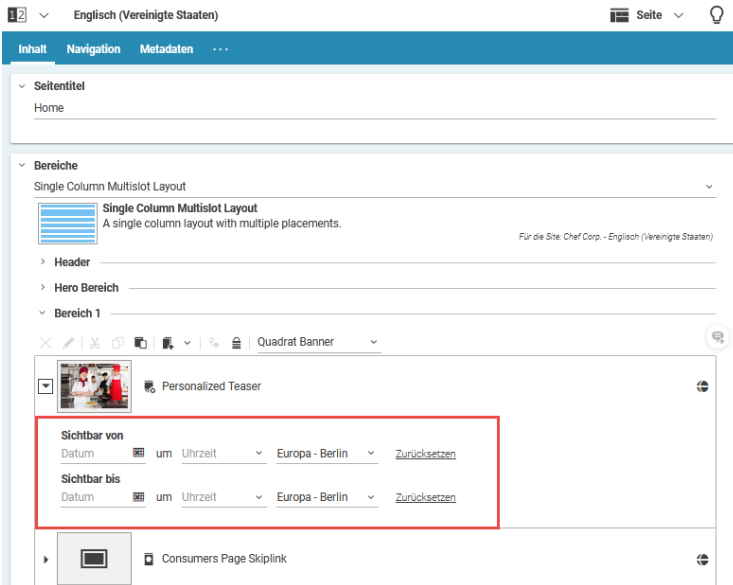 12 Englisch (Vereinigte Staaten) Seite
Inhalt Navigation Metadaten ...
Seitentitel
Home
Bereiche
Single Column Multislot Layout
Single Column Multislot Layout
A single column layout with multiple placements.
Für die Site: Chef Corp. - Englisch (Vereinigte Staaten)
Header
Hero Bereich
Bereich 1
Quadrat Banner
Personalized Teaser
Sichtbar von
Datum um Uhrzeit Europa - Berlin Zurücksetzen
Sichtbar bis
Datum um Uhrzeit Europa - Berlin Zurücksetzen
Consumers Page Skiplink